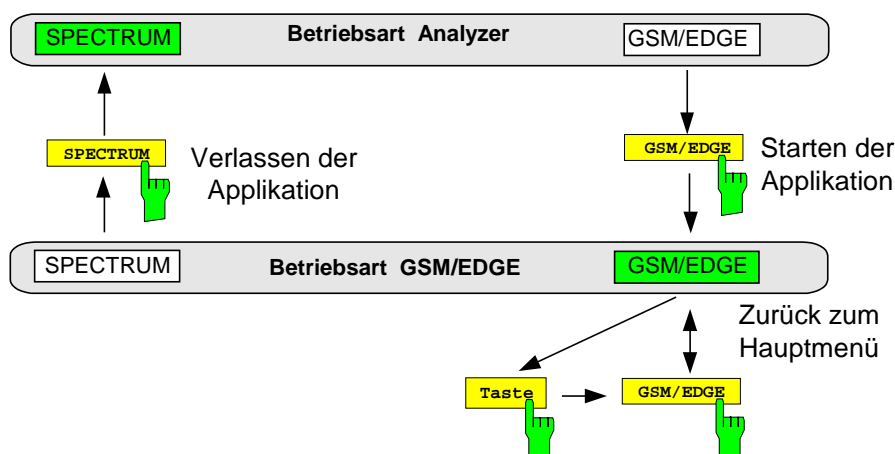 SPECTRUM Betriebsart Analyzer GSM/EDGE
SPECTRUM
Verlassen der
Applikation
GSM/EDGE
Starten der
Applikation
SPECTRUM Betriebsart GSM/EDGE GSM/EDGE
Zurück zum
Hauptmenü
Taste GSM/EDGE